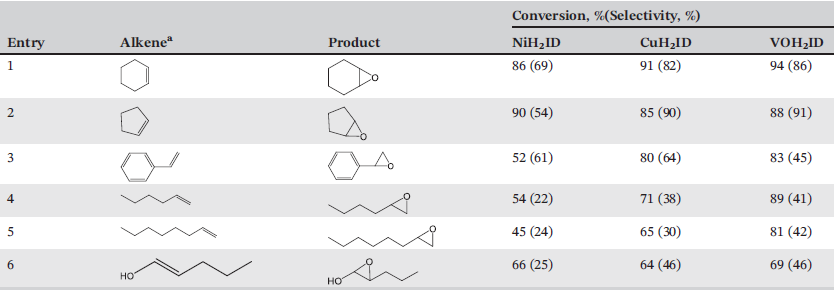 Conversion, %(Selectivity, %)
Entry Alkeneᵃ Product NiH₂ID CuH₂ID VOH₂ID
1 O 86 (69) 91 (82) 94 (86)
2 O 90 (54) 85 (90) 88 (91)
3 O 52 (61) 80 (64) 83 (45)
4 O 54 (22) 71 (38) 89 (41)
5 O 45 (24) 65 (30) 81 (42)
6 HO HO O 66 (25) 64 (46) 69 (46)